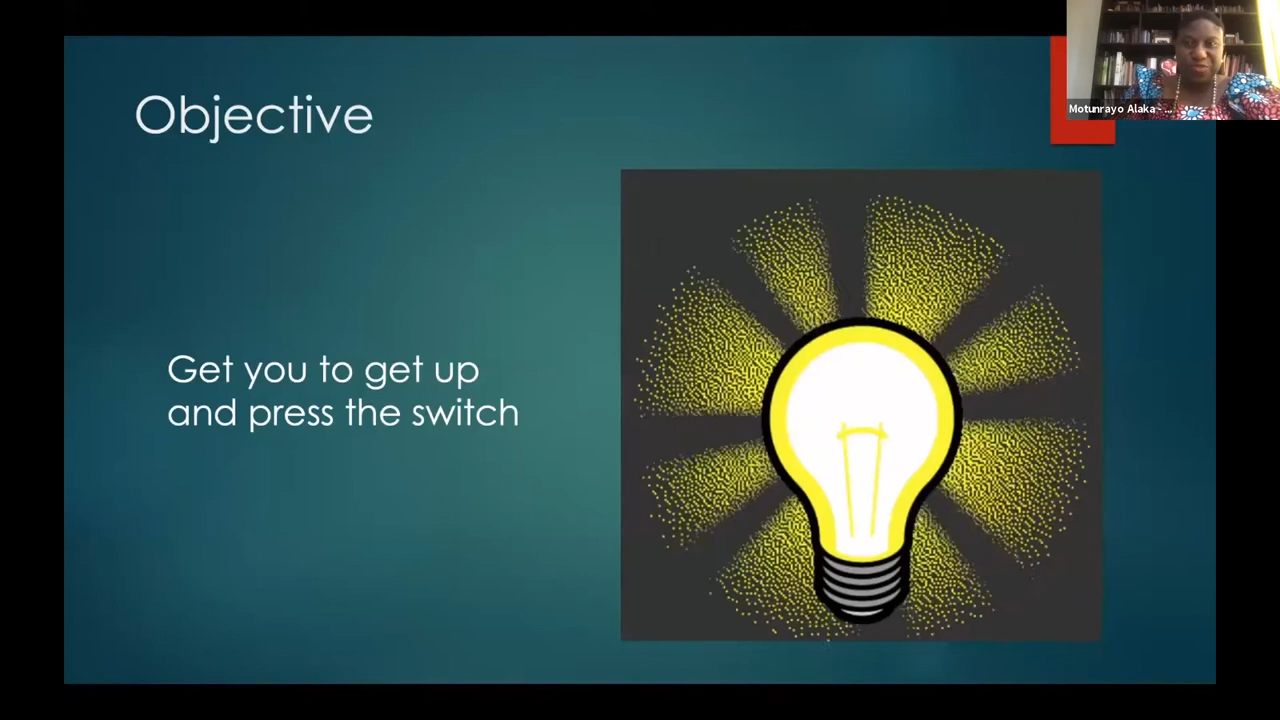 Objective
Motunrayo Alaka - ...
Get you to get up
and press the switch